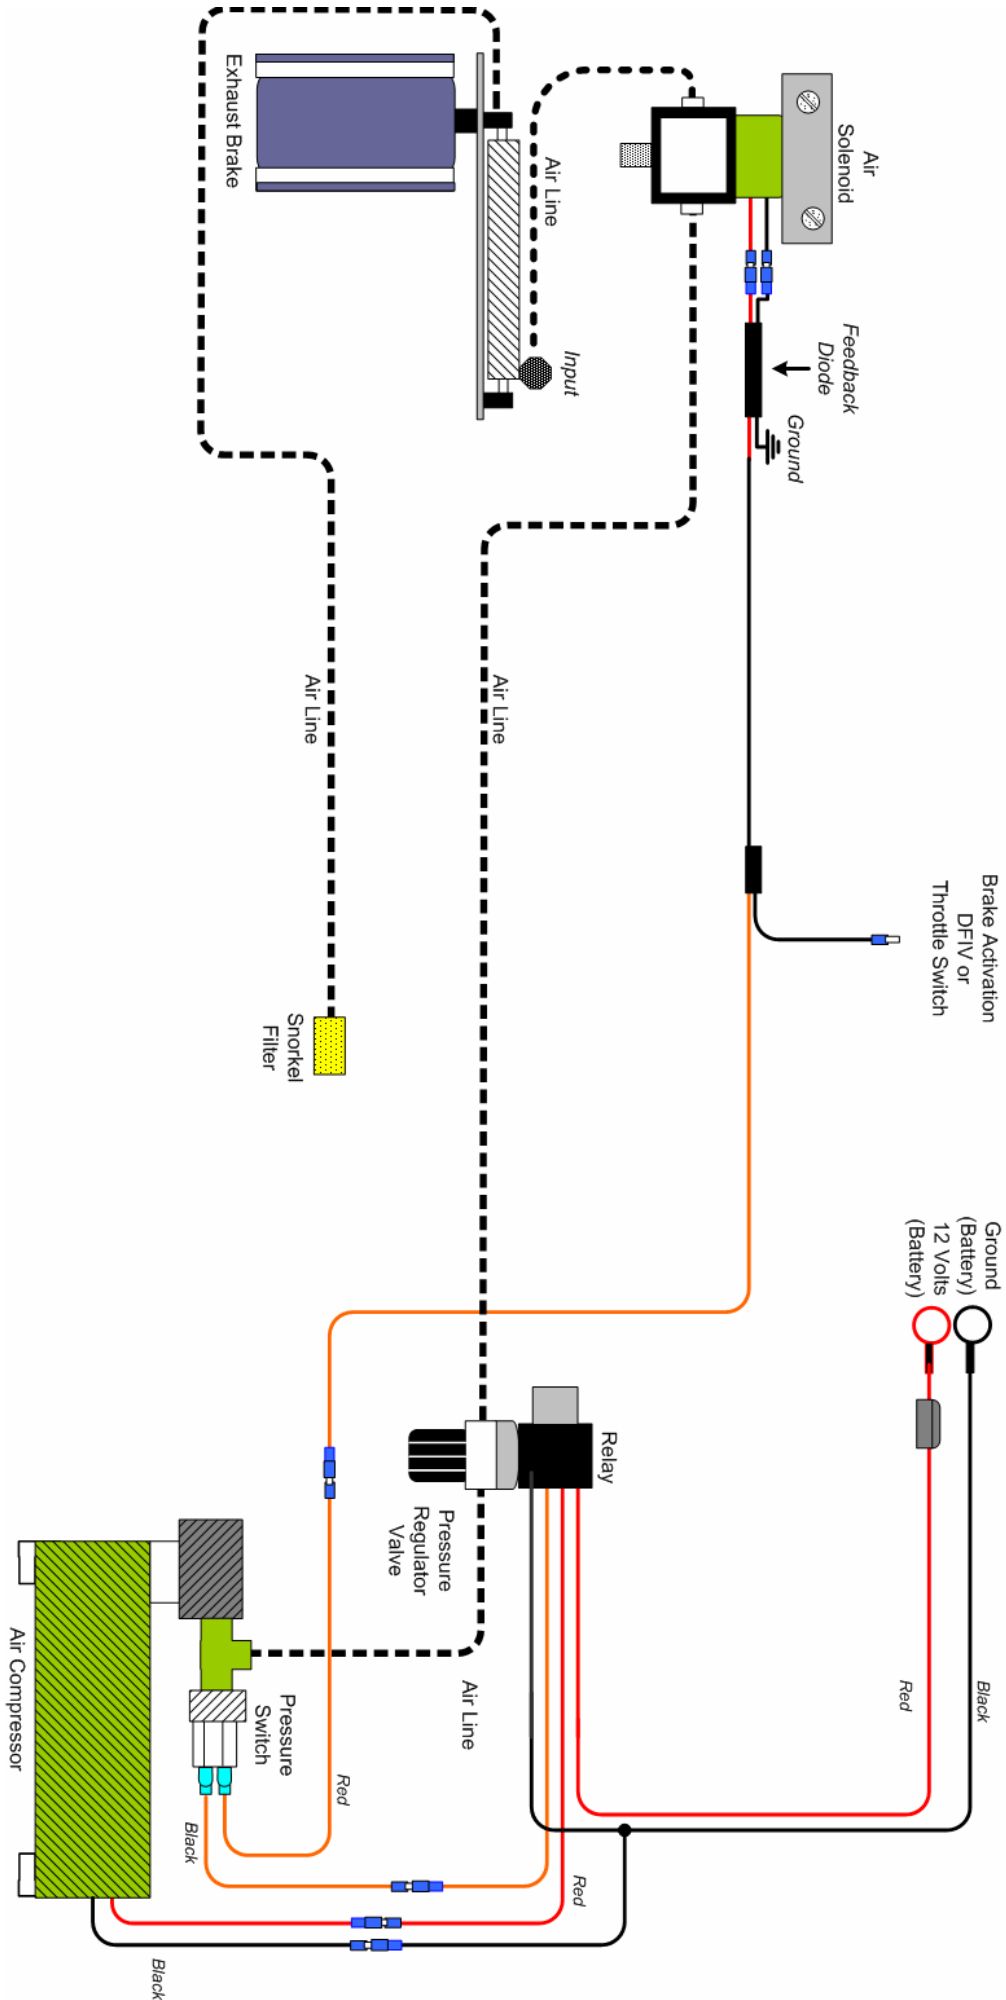 Exhaust Brake
Air
Solenoid
Air Line
Input
Feedback
Diode
Ground
Air Line
Air Line
Brake Activation
DFIV or
Throttle Switch
Snorkel
Filter
Ground
(Battery)
12 Volts
(Battery)
Relay
Pressure
Regulator
Valve
Air Line
Red
Black
Pressure
Switch
Red
Black
Red
Black
Air Compressor